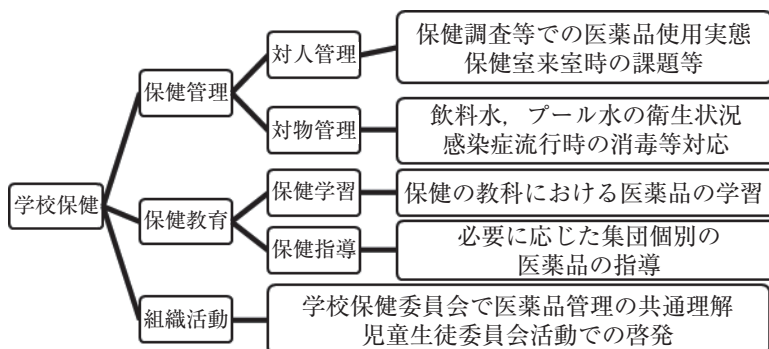 学校保健
保健管理
対人管理
保健調査等での医薬品使用実態
保健室来室時の課題等
対物管理
飲料水，プール水の衛生状況
感染症流行時の消毒等対応
保健教育
保健学習
保健の教科における医薬品の学習
保健指導
必要に応じた集団個別の
医薬品の指導
組織活動
学校保健委員会で医薬品管理の共通理解
児童生徒委員会活動での啓発